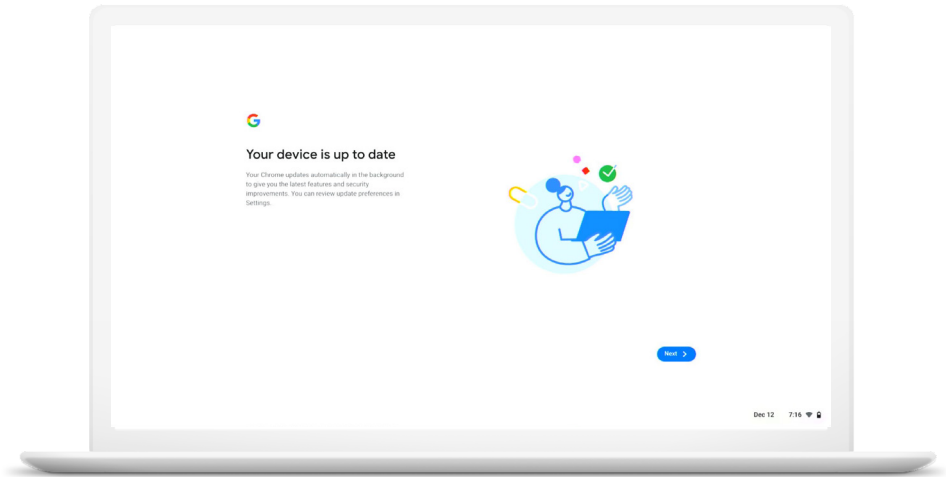 Your device is up to date
Your Chrome updates automatically in the background
to give you the latest features and security
improvements. You can review update preferences in
Settings.
Next
Dec 12 7:16